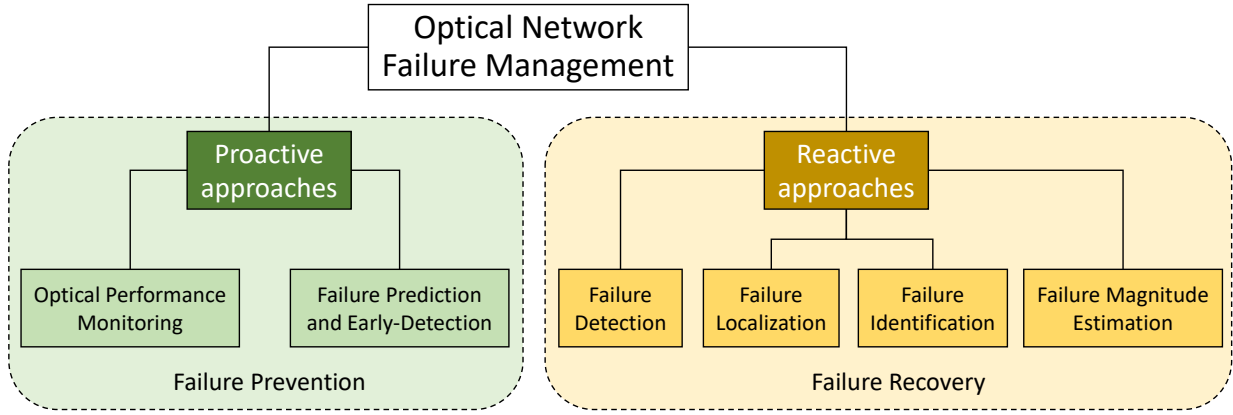 Optical Network
Failure Management
Proactive
approaches
Reactive
approaches
Optical Performance
Monitoring
Failure Prediction
and Early-Detection
Failure
Detection
Failure
Localization
Failure
Identification
Failure Magnitude
Estimation
Failure Prevention
Failure Recovery